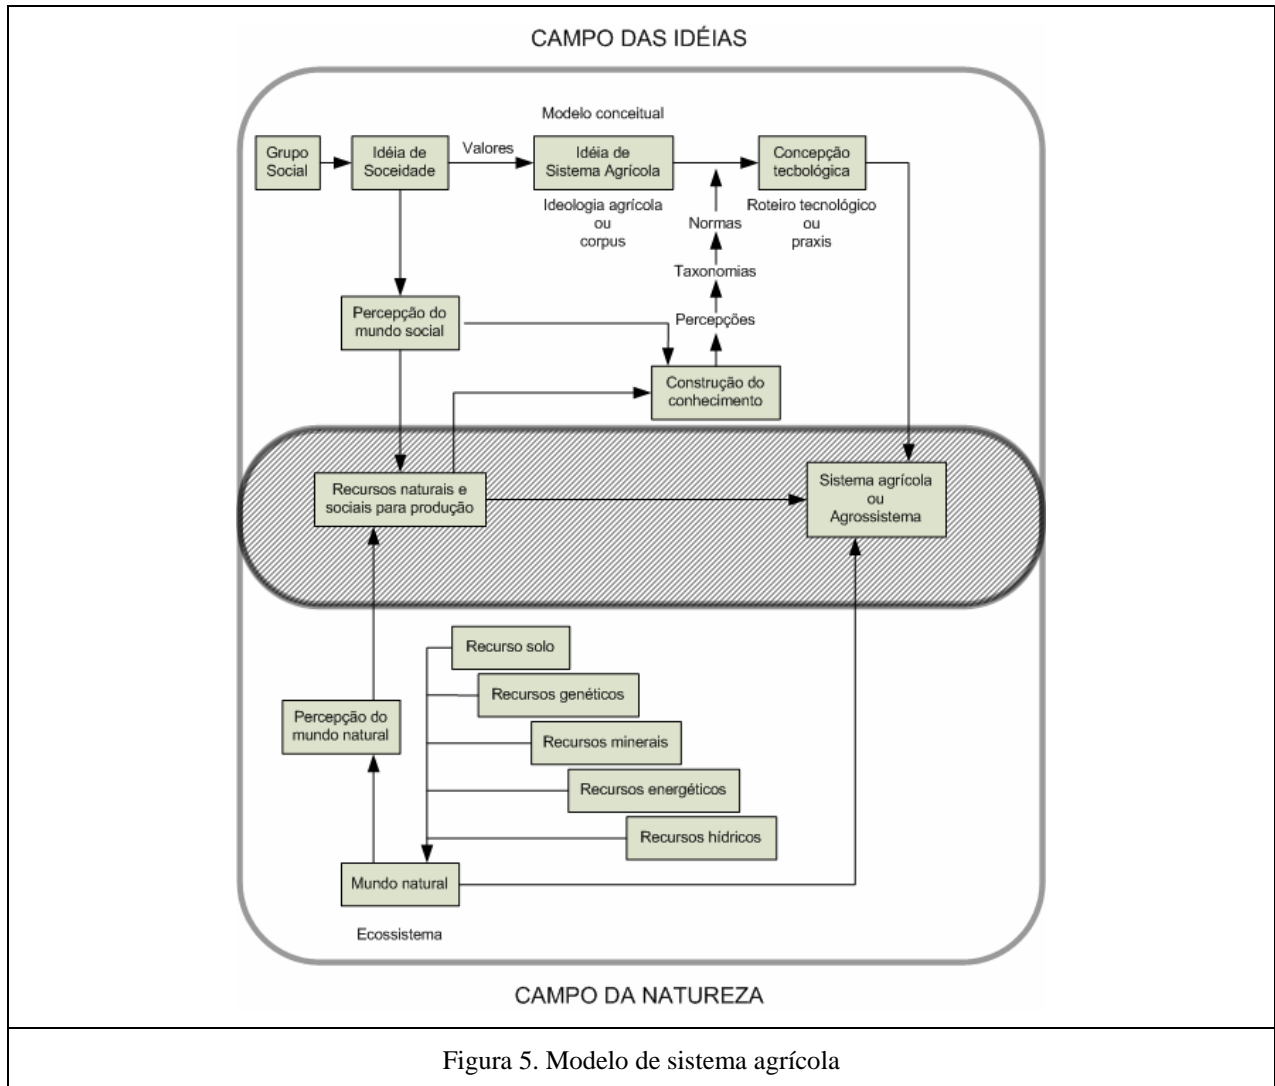 CAMPO DAS IDÉIAS
Modelo conceitual
Grupo
Social
Idéia de
Soceidade
Valores
Idéia de
Sistema Agrícola
Concepção
tecbológica
Ideologia agrícola
ou
corpus
Normas
Roteiro tecnológico
ou
praxis
Taxonomias
Percepção do
mundo social
Percepções
Construção do
conhecimento
Recursos naturais e
sociais para produção
Sistema agrícola
ou
Agrossistema
Recurso solo
Recursos genéticos
Percepção do
mundo natural
Recursos minerais
Recursos energéticos
Recursos hídricos
Mundo natural
Ecossistema
CAMPO DA NATUREZA
Figura 5. Modelo de sistema agrícola